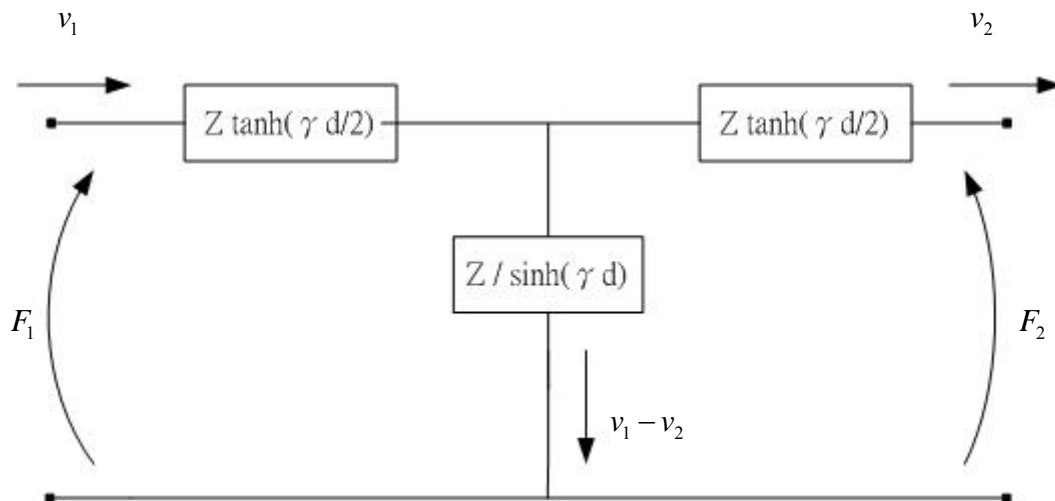 v₁
v₂
Z tanh( γ d/2)
Z tanh( γ d/2)
Z / sinh( γ d)
F₁
F₂
v₁ − v₂